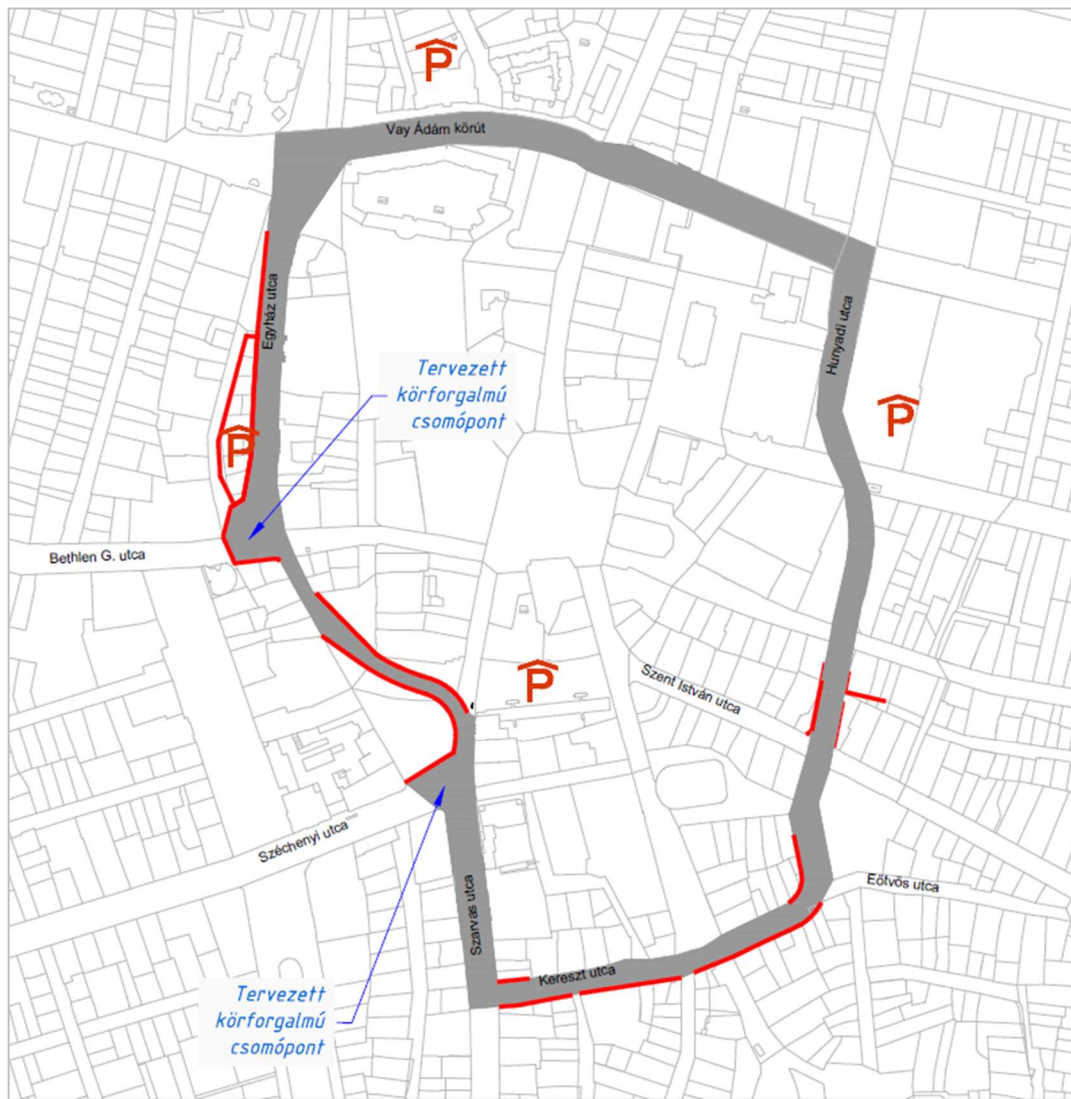 P
Vay Ádám körút
Egyház utca
Hunyadi utca
Tervezett
körforgalmú
csomópont
P
P
Bethlen G. utca
P
Szent István utca
Széchenyi utca
Eötvös utca
Szarvas utca
Kereszt utca
Tervezett
körforgalmú
csomópont